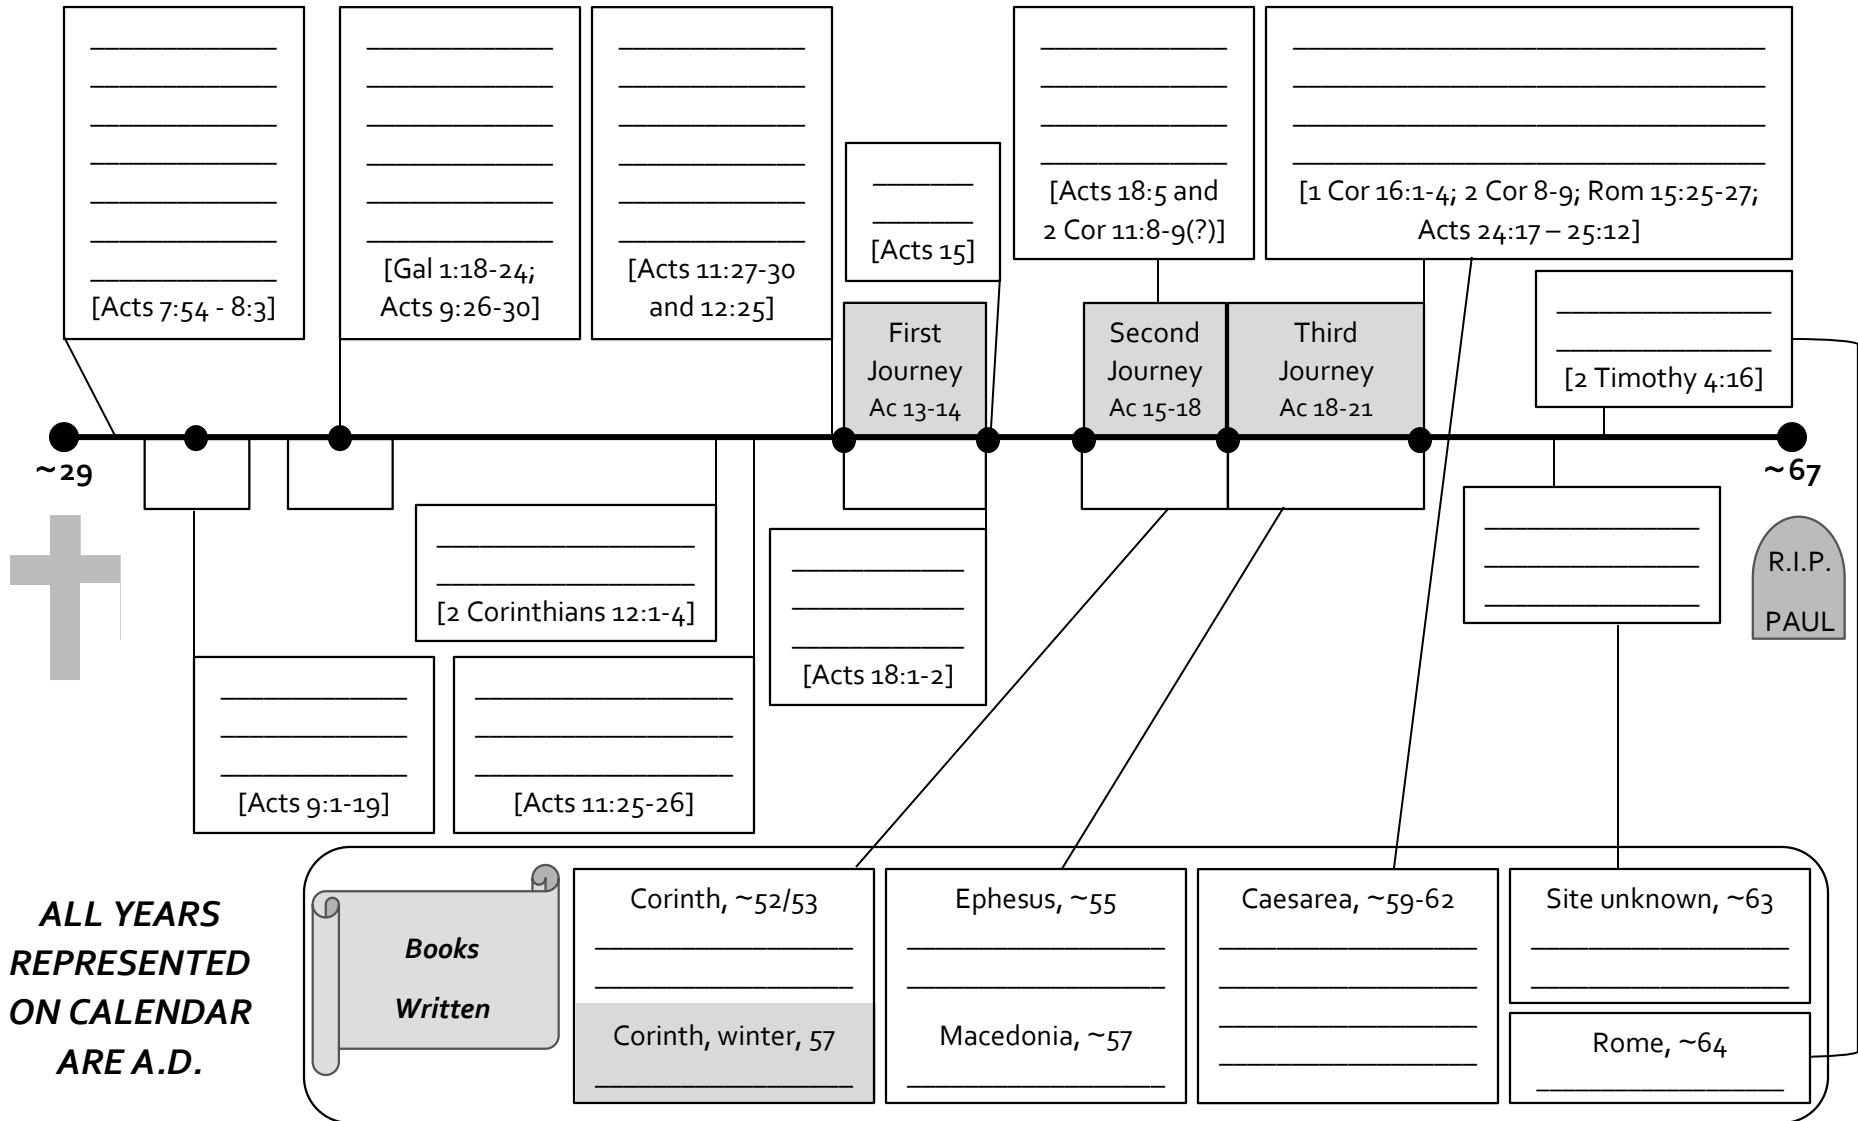 [Acts 7:54 - 8:3]
[Gal 1:18-24;
Acts 9:26-30]
[Acts 11:27-30
and 12:25]
[Acts 15]
[Acts 18:5 and
2 Cor 11:8-9(?)]
[1 Cor 16:1-4; 2 Cor 8-9; Rom 15:25-27;
Acts 24:17 – 25:12]
First
Journey
Ac 13-14
Second
Journey
Ac 15-18
Third
Journey
Ac 18-21
[2 Timothy 4:16]
~29
~67
[2 Corinthians 12:1-4]
[Acts 18:1-2]
R.I.P.
PAUL
[Acts 9:1-19]
[Acts 11:25-26]
ALL YEARS
REPRESENTED
ON CALENDAR
ARE A.D.
Books
Written
Corinth, ~52/53
Corinth, winter, 57
Ephesus, ~55
Macedonia, ~57
Caesarea, ~59-62
Site unknown, ~63
Rome, ~64